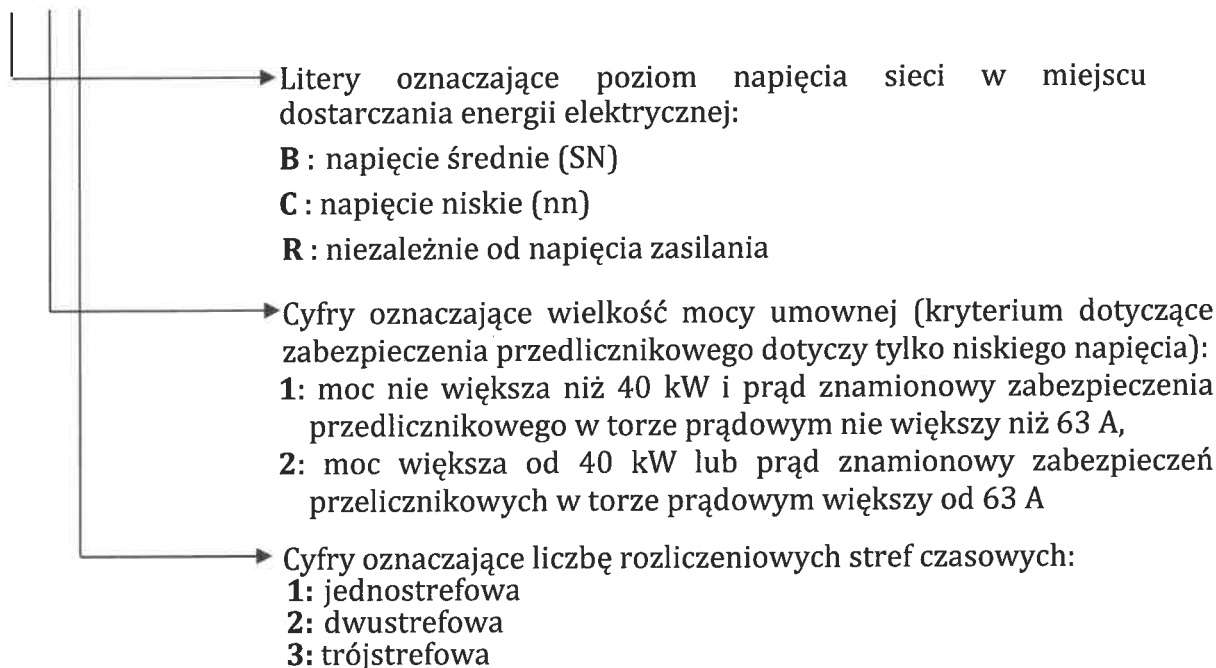 Litery oznaczające poziom napięcia sieci w miejscu
dostarczania energii elektrycznej:
B : napięcie średnie (SN)
C : napięcie niskie (nn)
R : niezależnie od napięcia zasilania
Cyfry oznaczające wielkość mocy umownej (kryterium dotyczące
zabezpieczenia przedlicznikowego dotyczy tylko niskiego napięcia):
1: moc nie większa niż 40 kW i prąd znamionowy zabezpieczenia
przedlicznikowego w torze prądowym nie większy niż 63 A,
2: moc większa od 40 kW lub prąd znamionowy zabezpieczeń
przelicznikowych w torze prądowym większy od 63 A
Cyfry oznaczające liczbę rozliczeniowych stref czasowych:
1: jednostrefowa
2: dwustrefowa
3: trójstrefowa